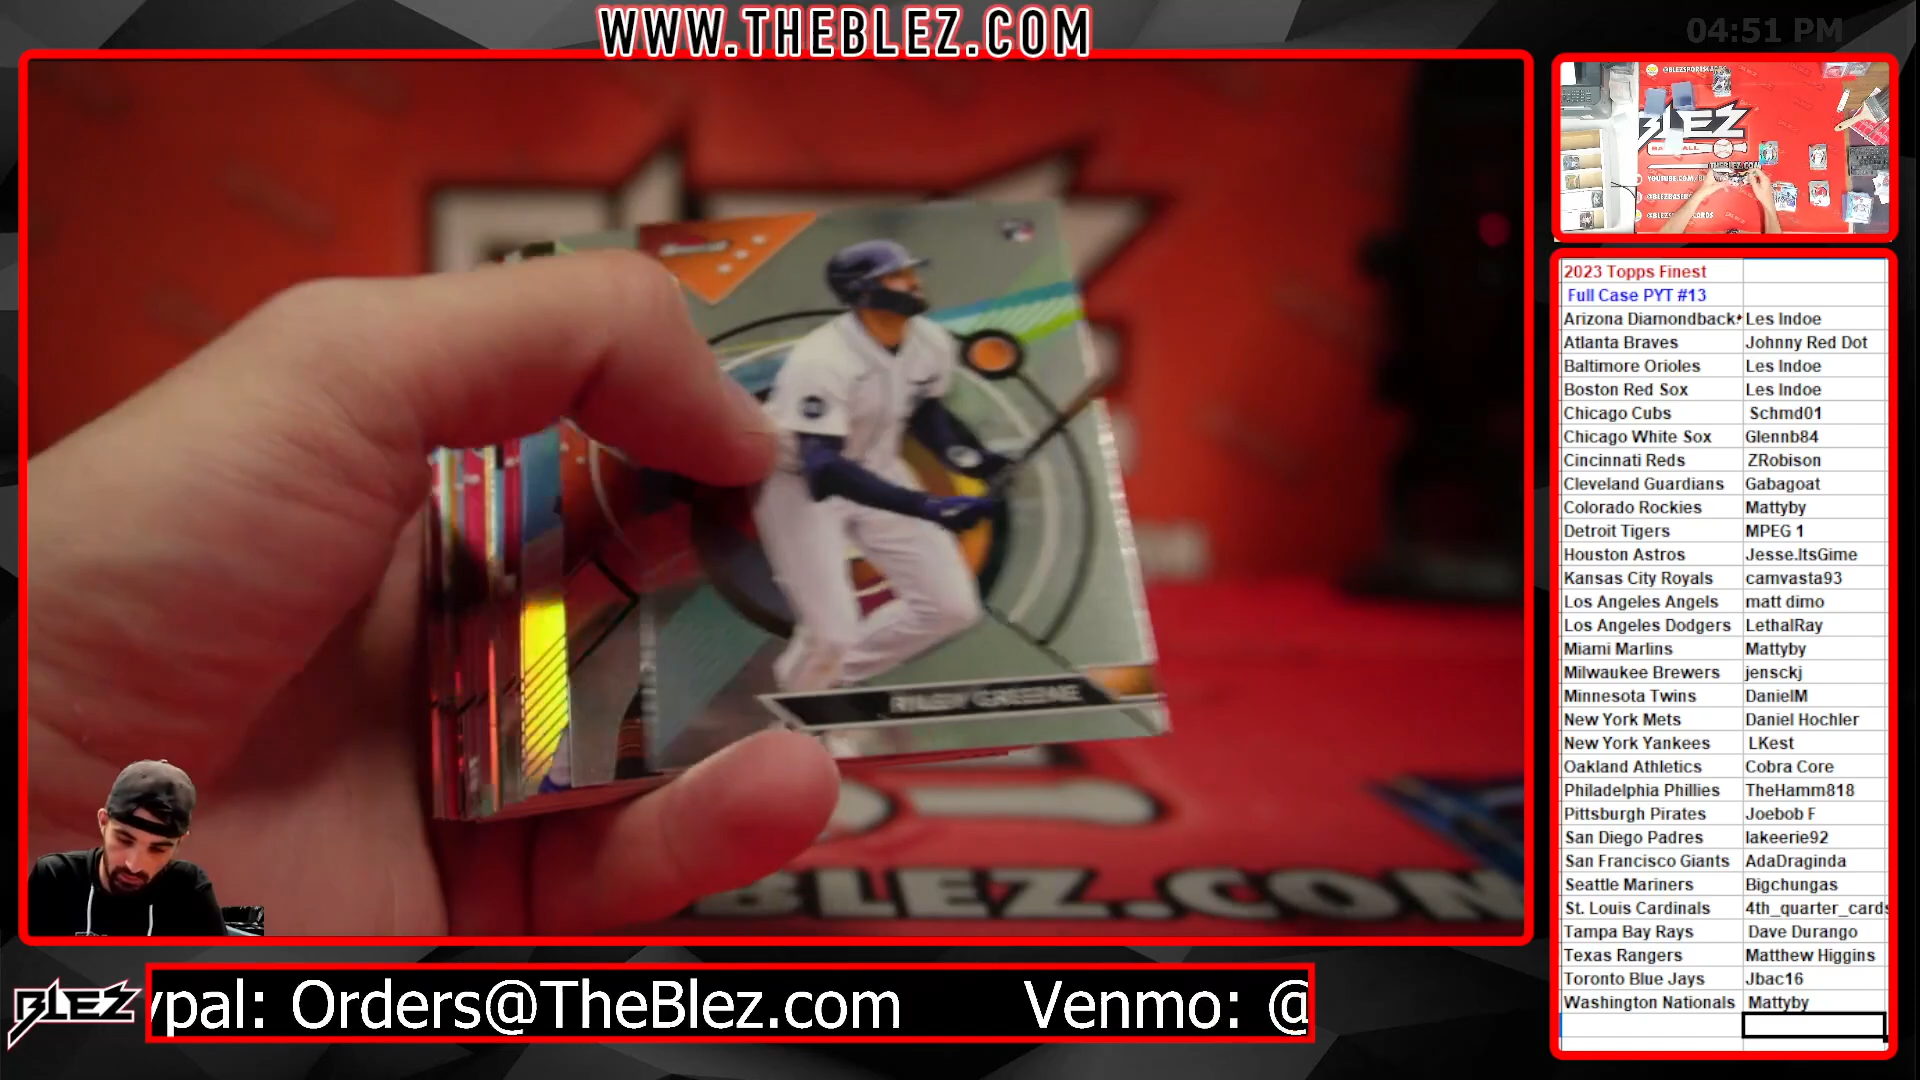 WWW.THEBLEZ.COM
04:51 PM
RILEY GREENE
BLEZ.COM
BLEZ
2023 Topps Finest
Full Case PYT #13
Arizona Diamondback Les Indoe
Atlanta Braves Johnny Red Dot
Baltimore Orioles Les Indoe
Boston Red Sox Les Indoe
Chicago Cubs Schmd01
Chicago White Sox Glennb84
Cincinnati Reds ZRobison
Cleveland Guardians Gabagoat
Colorado Rockies Mattyby
Detroit Tigers MPEG 1
Houston Astros Jesse.ItsGime
Kansas City Royals camvasta93
Los Angeles Angels matt dimo
Los Angeles Dodgers LethalRay
Miami Marlins Mattyby
Milwaukee Brewers jensckj
Minnesota Twins DanielM
New York Mets Daniel Hochler
New York Yankees LKest
Oakland Athletics Cobra Core
Philadelphia Phillies TheHamm818
Pittsburgh Pirates Joebob F
San Diego Padres lakeerie92
San Francisco Giants AdaDraginda
Seattle Mariners Bigchungas
St. Louis Cardinals 4th_quarter_cards
Tampa Bay Rays Dave Durango
Texas Rangers Matthew Higgins
Toronto Blue Jays Jbac16
Washington Nationals Mattyby
BLEZ
ypal: Orders@TheBlez.com Venmo: @